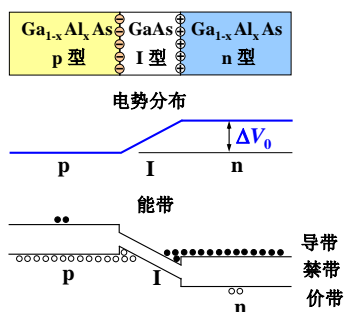 Ga1-xAlxAs GaAs Ga1-xAlxAs
p 型 I 型 n 型
电势分布
ΔV0
p I n
能带
导带
p I 禁带
n 价带